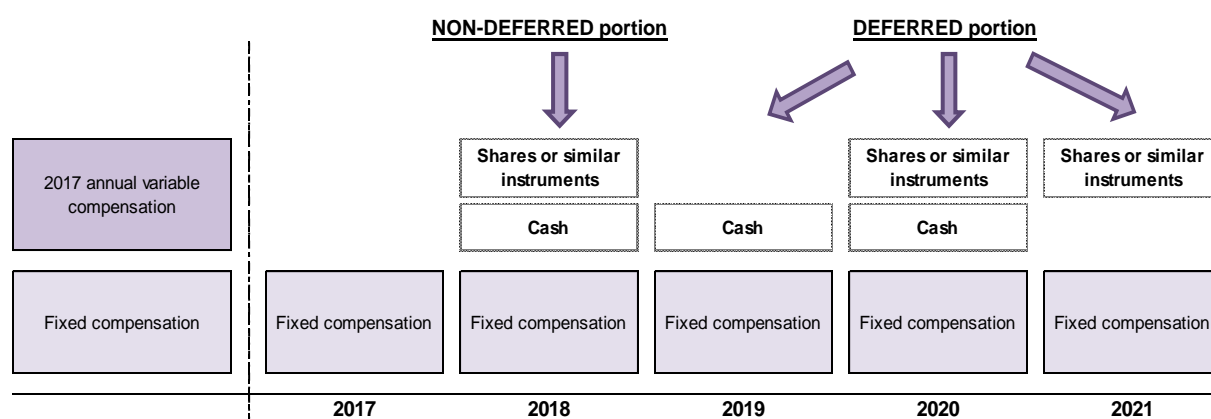 NON-DEFERRED portion
DEFERRED portion
2017 annual variable
compensation
Shares or similar
instruments
Shares or similar
instruments
Shares or similar
instruments
Cash
Cash
Cash
Fixed compensation
Fixed compensation
Fixed compensation
Fixed compensation
Fixed compensation
Fixed compensation
2017
2018
2019
2020
2021